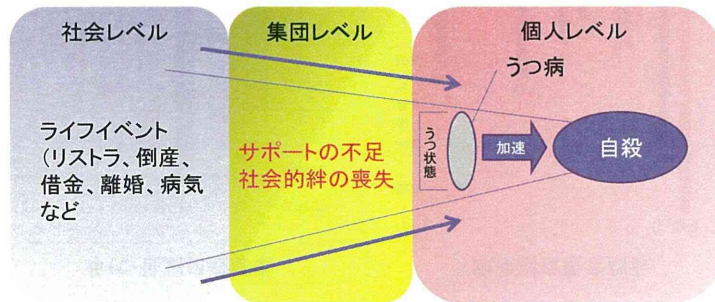 社会レベル
集団レベル
個人レベル
うつ病
ライフイベント
(リストラ、倒産、
借金、離婚、病気
など
サポートの不足
社会的絆の喪失
うつ状態
加速
自殺